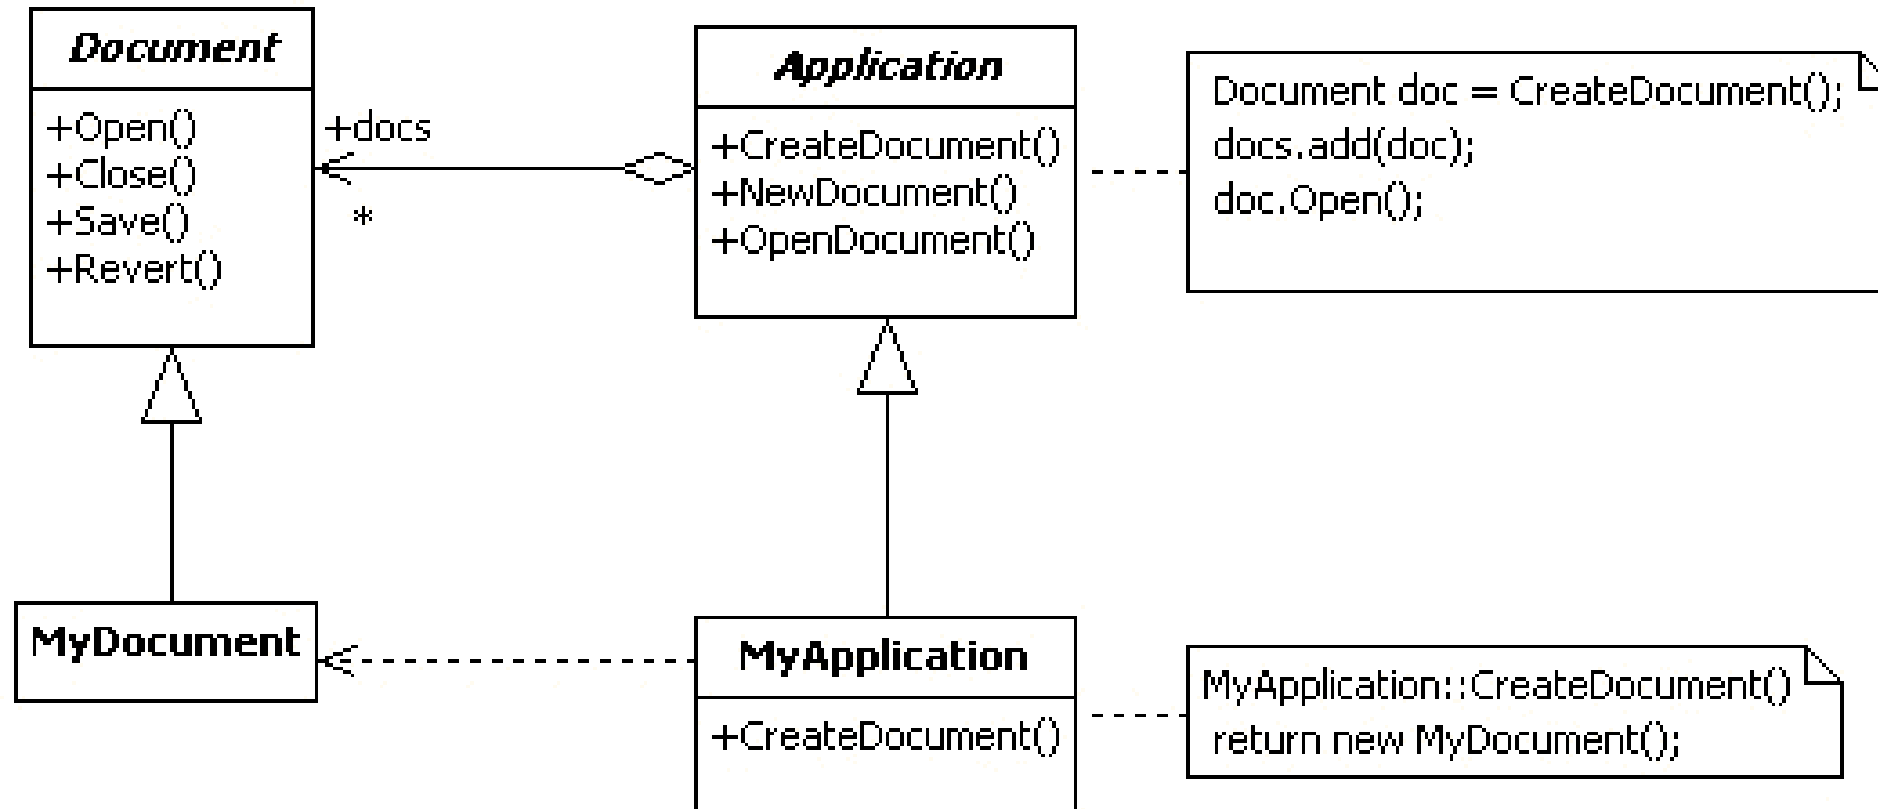 Document
+Open()
+Close()
+Save()
+Revert()
+docs
*
Application
+CreateDocument()
+NewDocument()
+OpenDocument()
Document doc = CreateDocument();
docs.add(doc);
doc.Open();
MyDocument
MyApplication
+CreateDocument()
MyApplication::CreateDocument()
return new MyDocument();